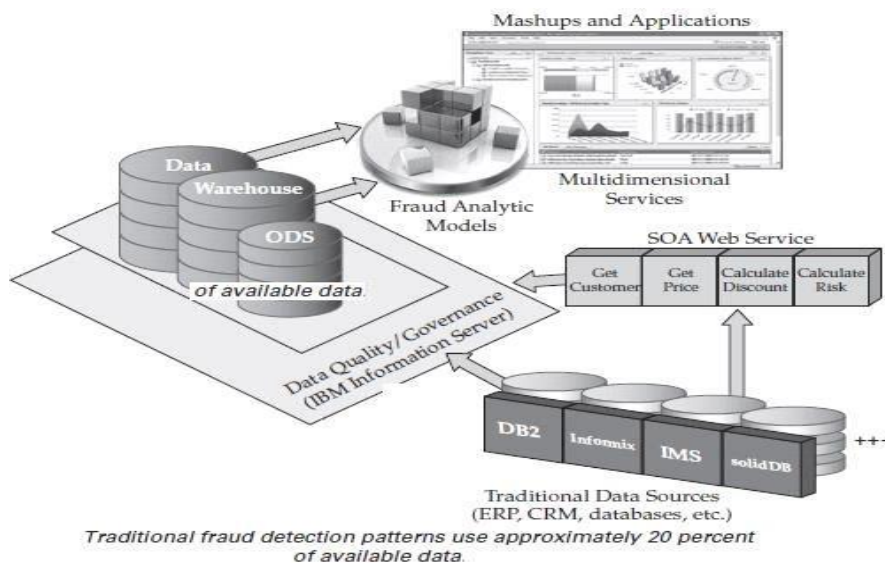 Mashups and Applications
Data
Warehouse
ODS
of available data.
Fraud Analytic
Models
Multidimensional
Services
SOA Web Service
Get
Customer
Get
Price
Calculate
Discount
Calculate
Risk
Data Quality/Governance
(IBM Information Server)
DB2
Informix
IMS
solidDB
+++
Traditional Data Sources
(ERP, CRM, databases, etc.)
Traditional fraud detection patterns use approximately 20 percent
of available data.